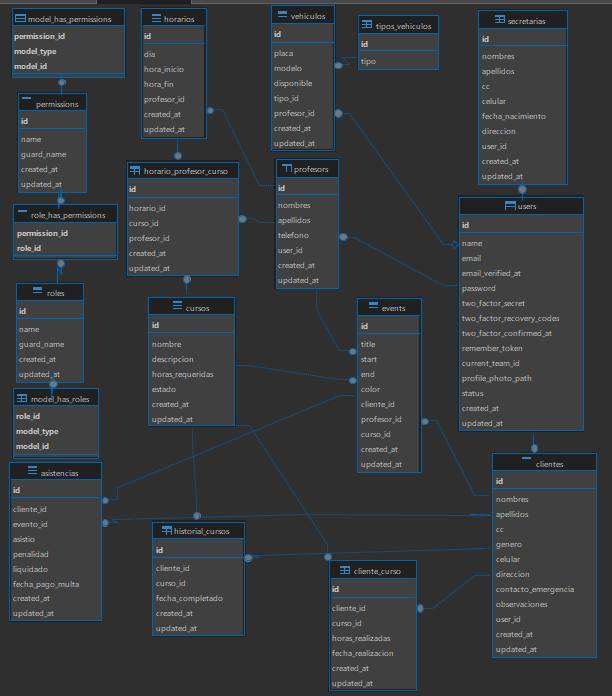 model_has_permissions
permission_id
model_type
model_id
permissions
id
name
guard_name
created_at
updated_at
role_has_permissions
permission_id
role_id
roles
id
name
guard_name
created_at
updated_at
model_has_roles
role_id
model_type
model_id
asistencias
id
cliente_id
evento_id
asistio
penalidad
liquidado
fecha_pago_multa
created_at
updated_at
horarios
id
dia
hora_inicio
hora_fin
profesor_id
created_at
updated_at
horario_profesor_curso
id
horario_id
curso_id
profesor_id
created_at
updated_at
cursos
id
nombre
descripcion
horas_requeridas
estado
created_at
updated_at
historial_cursos
id
cliente_id
curso_id
fecha_completado
created_at
updated_at
vehiculos
id
placa
modelo
disponible
tipo_id
profesor_id
created_at
updated_at
profesors
id
nombres
apellidos
telefono
user_id
created_at
updated_at
tipos_vehiculos
id
tipo
events
id
title
start
end
color
cliente_id
profesor_id
curso_id
created_at
updated_at
cliente_curso
id
cliente_id
curso_id
horas_realizadas
fecha_realizacion
created_at
updated_at
secretarias
id
nombres
apellidos
cc
celular
fecha_nacimiento
direccion
user_id
created_at
updated_at
users
id
name
email
email_verified_at
password
two_factor_secret
two_factor_recovery_codes
two_factor_confirmed_at
remember_token
current_team_id
profile_photo_path
status
created_at
updated_at
clientes
id
nombres
apellidos
cc
genero
celular
direccion
contacto_emergencia
observaciones
user_id
created_at
updated_at